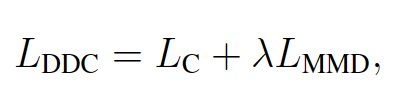 L_DDC = L_C + λL_MMD,